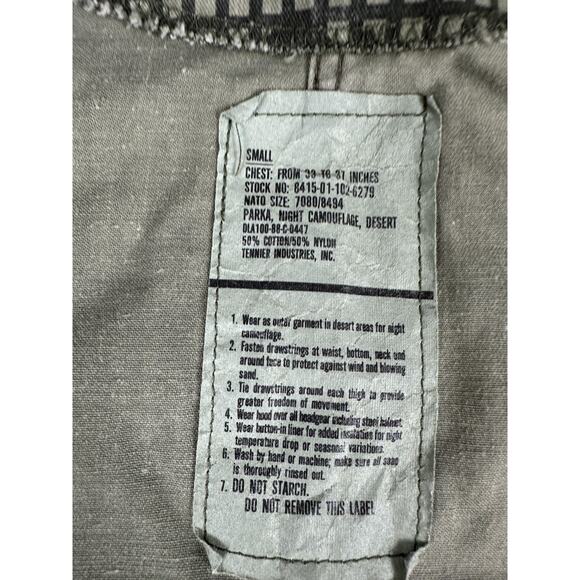 SMALL
CHEST: FROM 33 TO 37 INCHES
STOCK NO: 8415-01-102-6279
NATO SIZE: 7080/8494
PARKA, NIGHT CAMOUFLAGE, DESERT
DLA100-88-C-0447
50% COTTON/50% NYLON
TENNIER INDUSTRIES, INC.
1. Wear as outer garment in desert areas for night
camouflage.
2. Fasten drawstrings at waist, bottom, neck and
around face to protect against wind and blowing
sand.
3. Tie drawstrings around each thigh to provide
greater freedom of movement.
4. Wear hood over all headgear including steel helmet.
5. Wear button-in liner for added insulation for night
temperature drop or seasonal variations.
6. Wash by hand or machine; make sure all soap
is thoroughly rinsed out.
7. DO NOT STARCH.
DO NOT REMOVE THIS LABEL